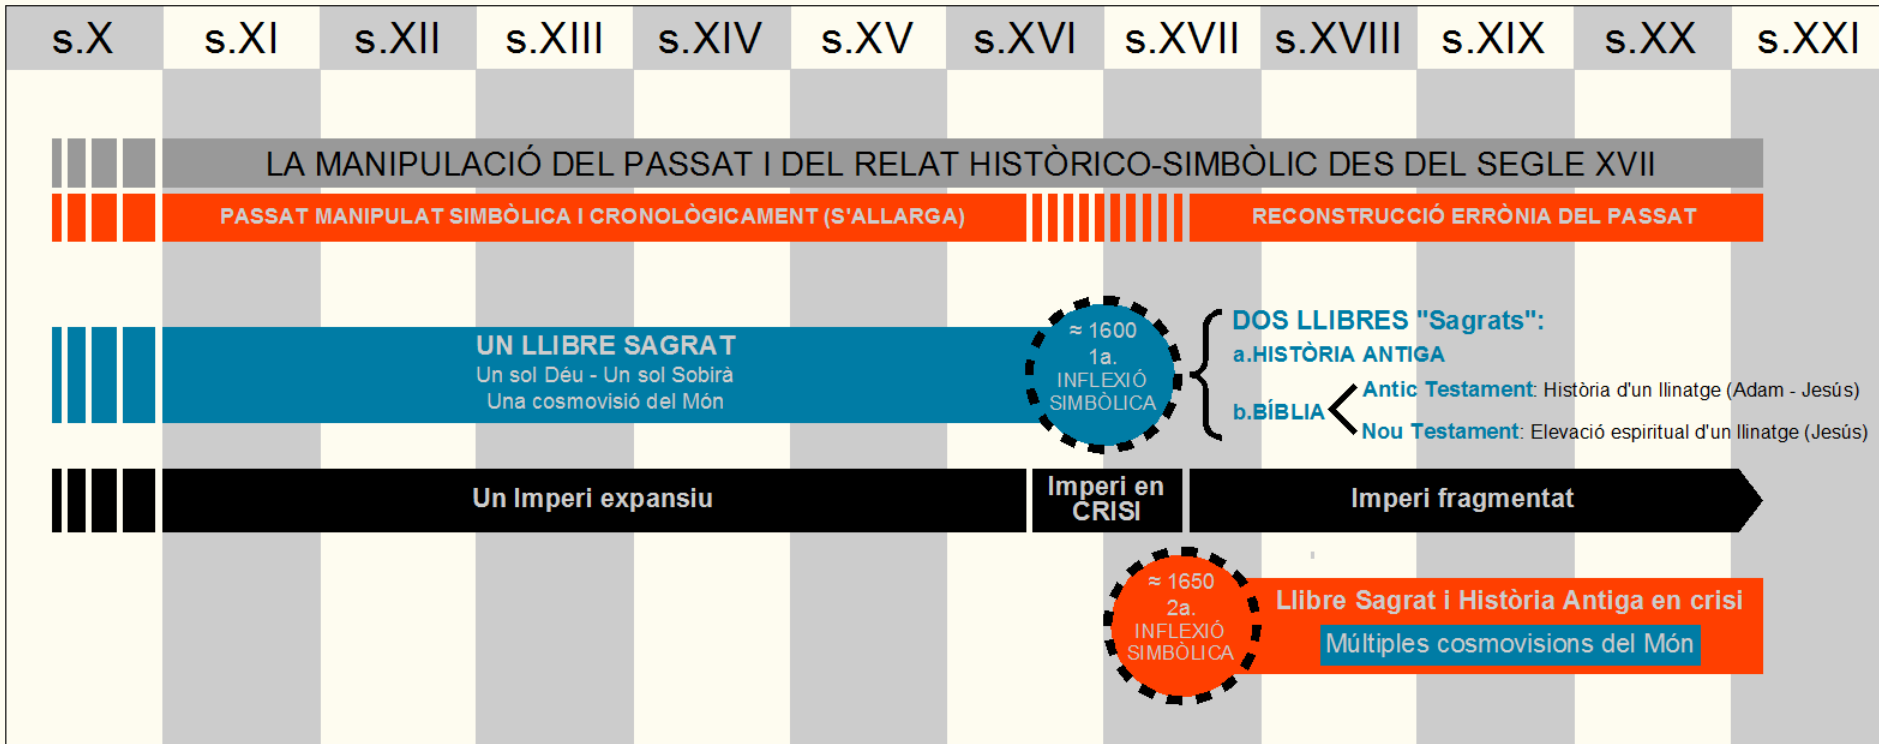 s.X s.XI s.XII s.XIII s.XIV s.XV s.XVI s.XVII s.XVIII s.XIX s.XX s.XXI
LA MANIPULACIÓ DEL PASSAT I DEL RELAT HISTÒRICO-SIMBÒLIC DES DEL SEGLE XVII
PASSAT MANIPULAT SIMBÒLICA I CRONOLÒGICAMENT (S'ALLARGA)
RECONSTRUCCIÓ ERRÒNIA DEL PASSAT
UN LLIBRE SAGRAT
Un sol Déu - Un sol Sobirà
Una cosmovisió del Món
≈ 1600
1a.
INFLEXIÓ
SIMBÒLICA
DOS LLIBRES "Sagrats":
a.HISTÒRIA ANTIGA
b.BÍBLIA
Antic Testament: Història d'un llinatge (Adam - Jesús)
Nou Testament: Elevació espiritual d'un llinatge (Jesús)
Un Imperi expansiu
Imperi en
CRISI
Imperi fragmentat
≈ 1650
2a.
INFLEXIÓ
SIMBÒLICA
Llibre Sagrat i Història Antiga en crisi
Múltiples cosmovisions del Món